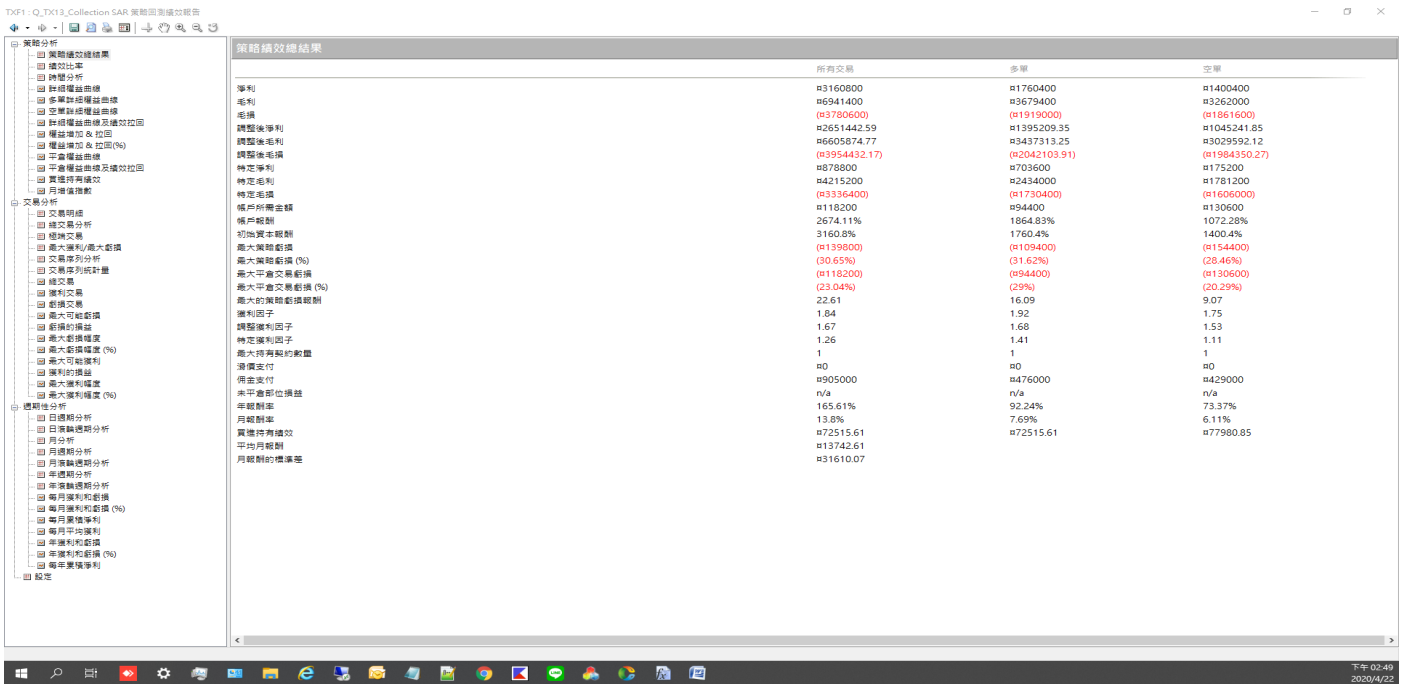 TXF1 : Q_TX13_Collection SAR 策略回測績效報告
策略分析
策略績效總結果
績效比率
時間分析
詳細權益曲線
多單詳細權益曲線
空單詳細權益曲線
詳細權益曲線及績效拉回
權益增加 & 拉回
權益增加 & 拉回(%)
平倉權益曲線
平倉權益曲線及績效拉回
買進持有績效
月增值指數
交易分析
交易明細
總交易分析
極端交易
最大獲利/最大虧損
交易序列分析
交易序列統計量
總交易
獲利交易
虧損交易
最大可能虧損
虧損的損益
最大虧損幅度
最大虧損幅度 (%)
最大可能獲利
獲利的損益
最大獲利幅度
最大獲利幅度 (%)
週期性分析
日週期分析
日滾輪週期分析
月分析
月週期分析
月滾輪週期分析
年週期分析
年滾輪週期分析
每月獲利和虧損
每月獲利和虧損 (%)
每月累積淨利
每月平均獲利
年獲利和虧損
年獲利和虧損 (%)
每年累積淨利
設定
策略績效總結果
所有交易 多單 空單
淨利 ¤3160800 ¤1760400 ¤1400400
毛利 ¤6941400 ¤3679400 ¤3262000
毛損 (¤3780600) (¤1919000) (¤1861600)
調整後淨利 ¤2651442.59 ¤1395209.35 ¤1045241.85
調整後毛利 ¤6605874.77 ¤3437313.25 ¤3029592.12
調整後毛損 (¤3954432.17) (¤2042103.91) (¤1984350.27)
特定淨利 ¤878800 ¤703600 ¤175200
特定毛利 ¤4215200 ¤2434000 ¤1781200
特定毛損 (¤3336400) (¤1730400) (¤1606000)
帳戶所需金額 ¤118200 ¤94400 ¤130600
帳戶報酬 2674.11% 1864.83% 1072.28%
初始資本報酬 3160.8% 1760.4% 1400.4%
最大策略虧損 (¤139800) (¤109400) (¤154400)
最大策略虧損 (%) (30.65%) (31.62%) (28.46%)
最大平倉交易虧損 (¤118200) (¤94400) (¤130600)
最大平倉交易虧損 (%) (23.04%) (29%) (20.29%)
最大的策略虧損報酬 22.61 16.09 9.07
獲利因子 1.84 1.92 1.75
調整獲利因子 1.67 1.68 1.53
特定獲利因子 1.26 1.41 1.11
最大持有契約數量 1 1 1
滑價支付 ¤0 ¤0 ¤0
佣金支付 ¤905000 ¤476000 ¤429000
未平倉部位損益 n/a n/a n/a
年報酬率 165.61% 92.24% 73.37%
月報酬率 13.8% 7.69% 6.11%
買進持有績效 ¤72515.61 ¤72515.61 ¤77980.85
平均月報酬 ¤13742.61
月報酬的標準差 ¤31610.07
下午 02:49
2020/4/22